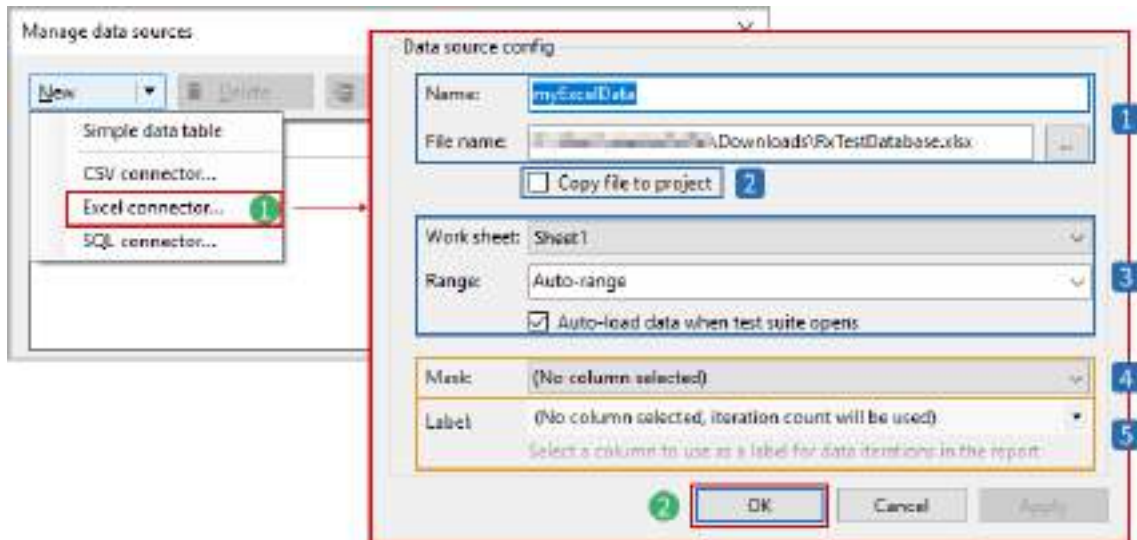 Manage data sources
New
Delete
Simple data table
CSV connector...
Excel connector...
1
SQL connector...
Data source config
Name: myExcelData
1
File name: \Downloads\RxTestDatabase.xlsx ...
Copy file to project 2
Work sheet: Sheet1
Range: Auto-range
3
Auto-load data when test suite opens
Mask: (No column selected)
4
Label: (No column selected, iteration count will be used)
5
Select a column to use as a label for data iterations in the report
2 OK Cancel Apply